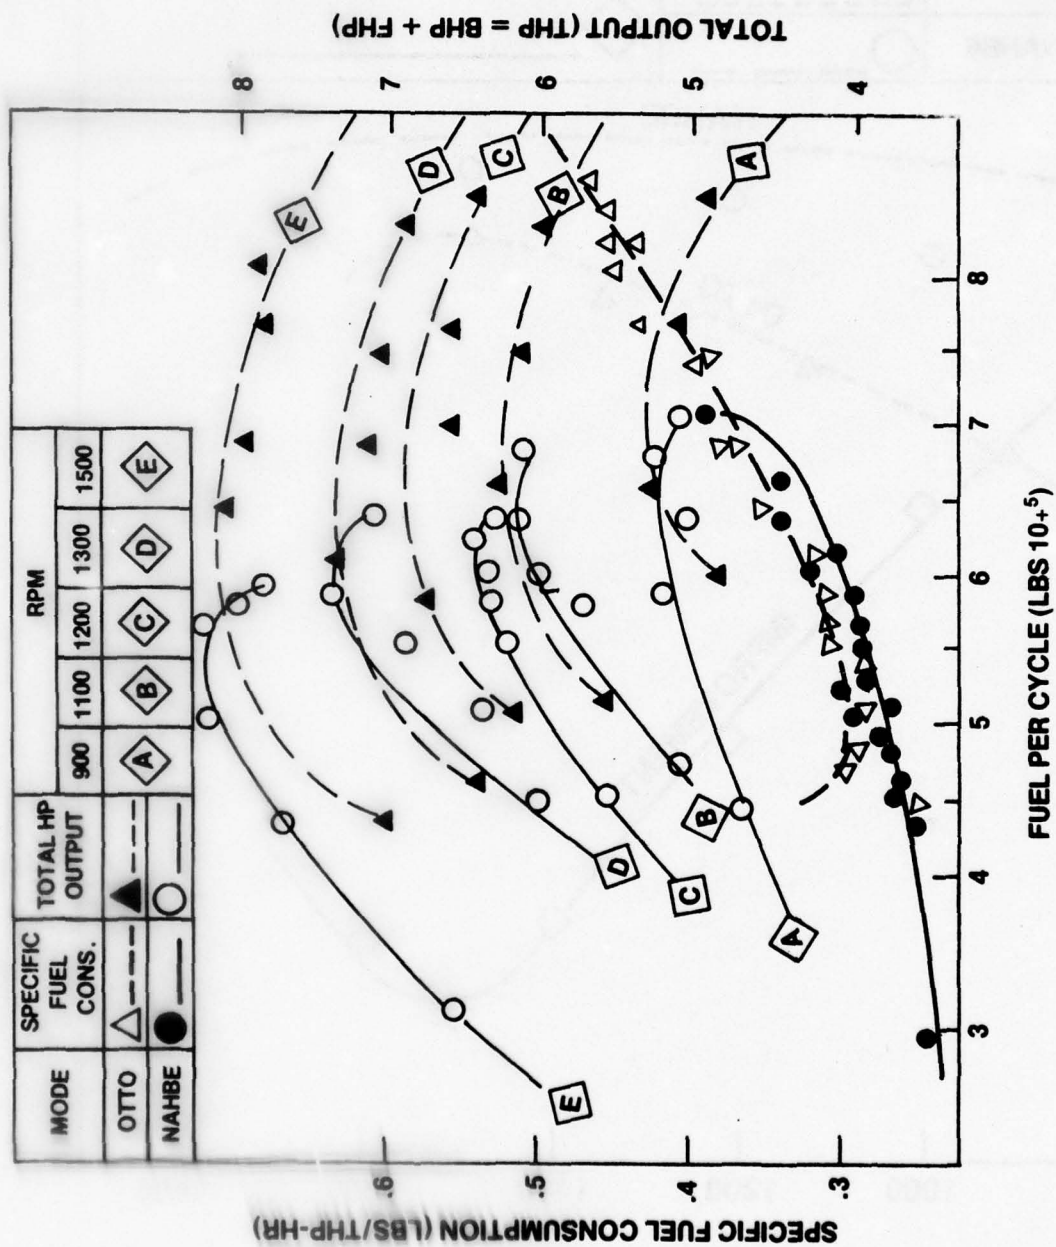 MODE
SPECIFIC
FUEL
CONS.
TOTAL HP
OUTPUT
RPM
900
1100
1200
1300
1500
OTTO
A
B
C
D
E
NAHBE
SPECIFIC FUEL CONSUMPTION (LBS/THP-HR)
.6
.5
.4
.3
TOTAL OUTPUT (THP = BHP + FHP)
8
7
6
5
4
E
D
C
B
A
E
D
C
B
A
3
4
5
6
7
8
FUEL PER CYCLE (LBS 10+⁵)